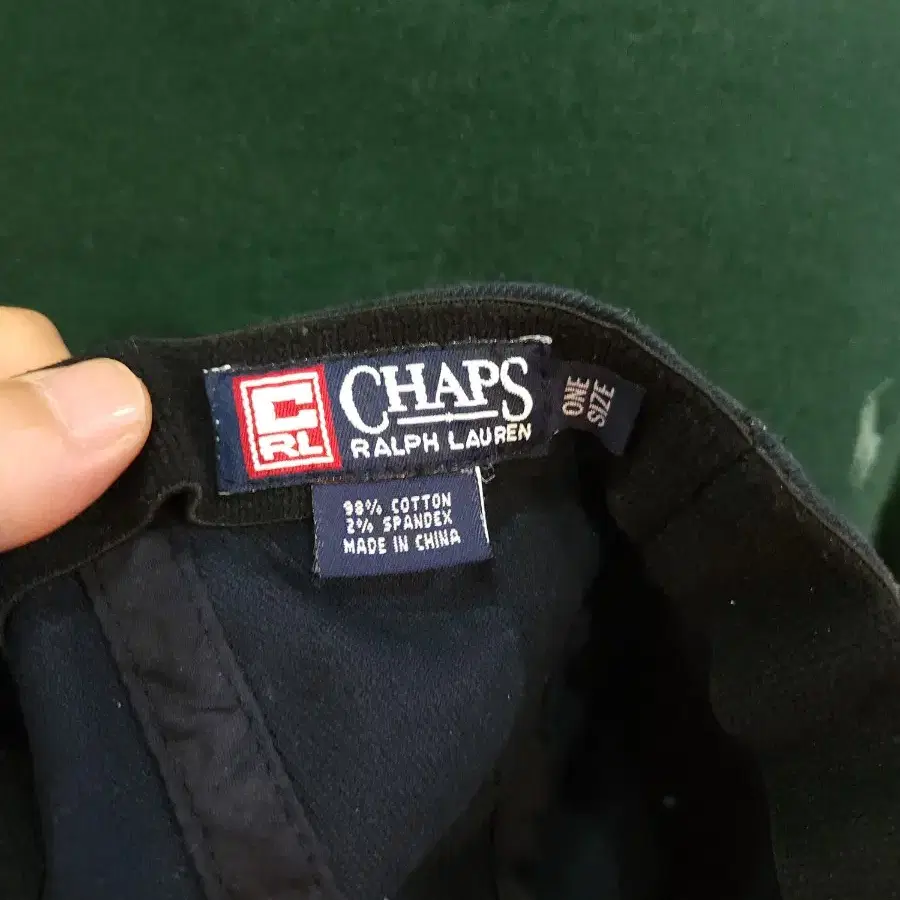 C
RL
CHAPS
RALPH LAUREN
ONE
SIZE
98% COTTON
2% SPANDEX
MADE IN CHINA